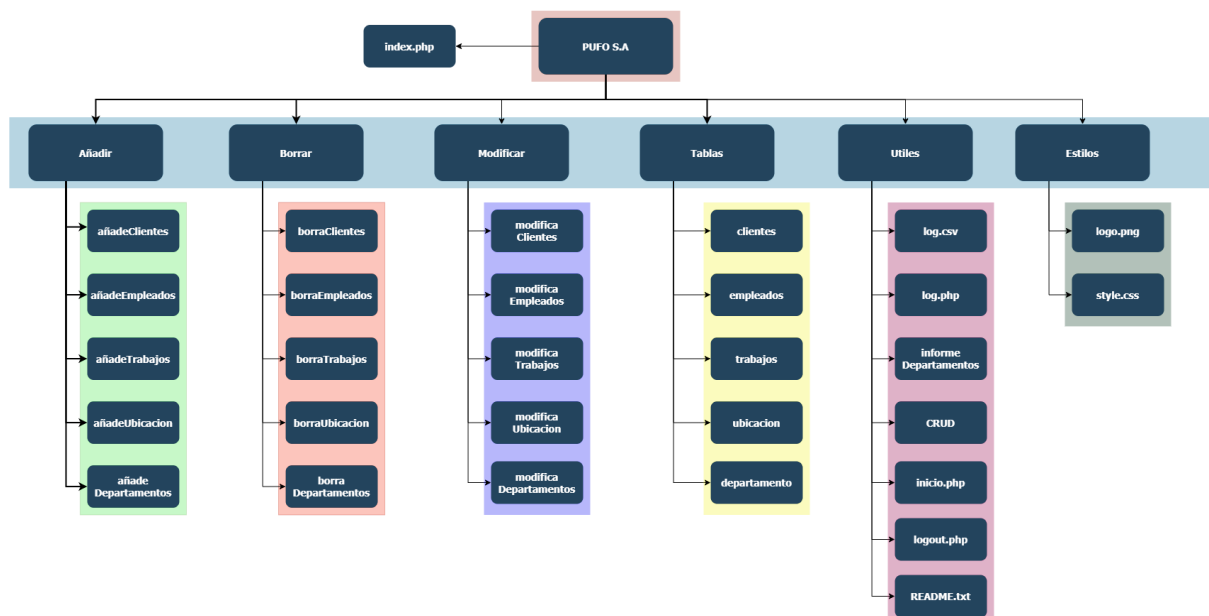 index.php
PUFO S.A
Añadir
Borrar
Modificar
Tablas
Utiles
Estilos
añadeClientes
añadeEmpleados
añadeTrabajos
añadeUbicacion
añade
Departamentos
borraClientes
borraEmpleados
borraTrabajos
borraUbicacion
borra
Departamentos
modifica
Clientes
modifica
Empleados
modifica
Trabajos
modifica
Ubicacion
modifica
Departamentos
clientes
empleados
trabajos
ubicacion
departamento
log.csv
log.php
informe
Departamentos
CRUD
inicio.php
logout.php
README.txt
logo.png
style.css